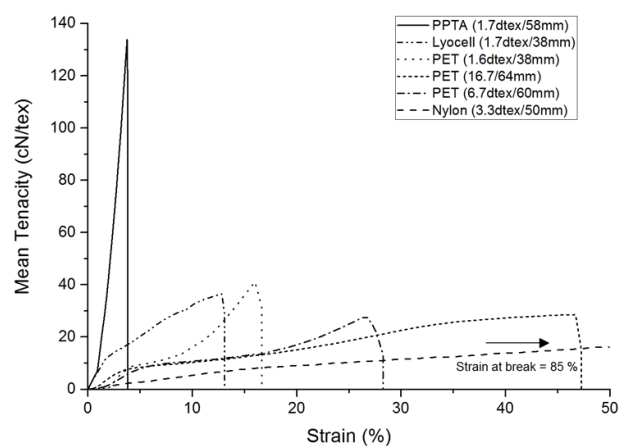 140
120
100
80
60
40
20
0
Mean Tenacity (cN/tex)
PPTA (1.7dtex/58mm)
Lyocell (1.7dtex/38mm)
PET (1.6dtex/38mm)
PET (16.7/64mm)
PET (6.7dtex/60mm)
Nylon (3.3dtex/50mm)
Strain at break = 85 %
0 10 20 30 40 50
Strain (%)